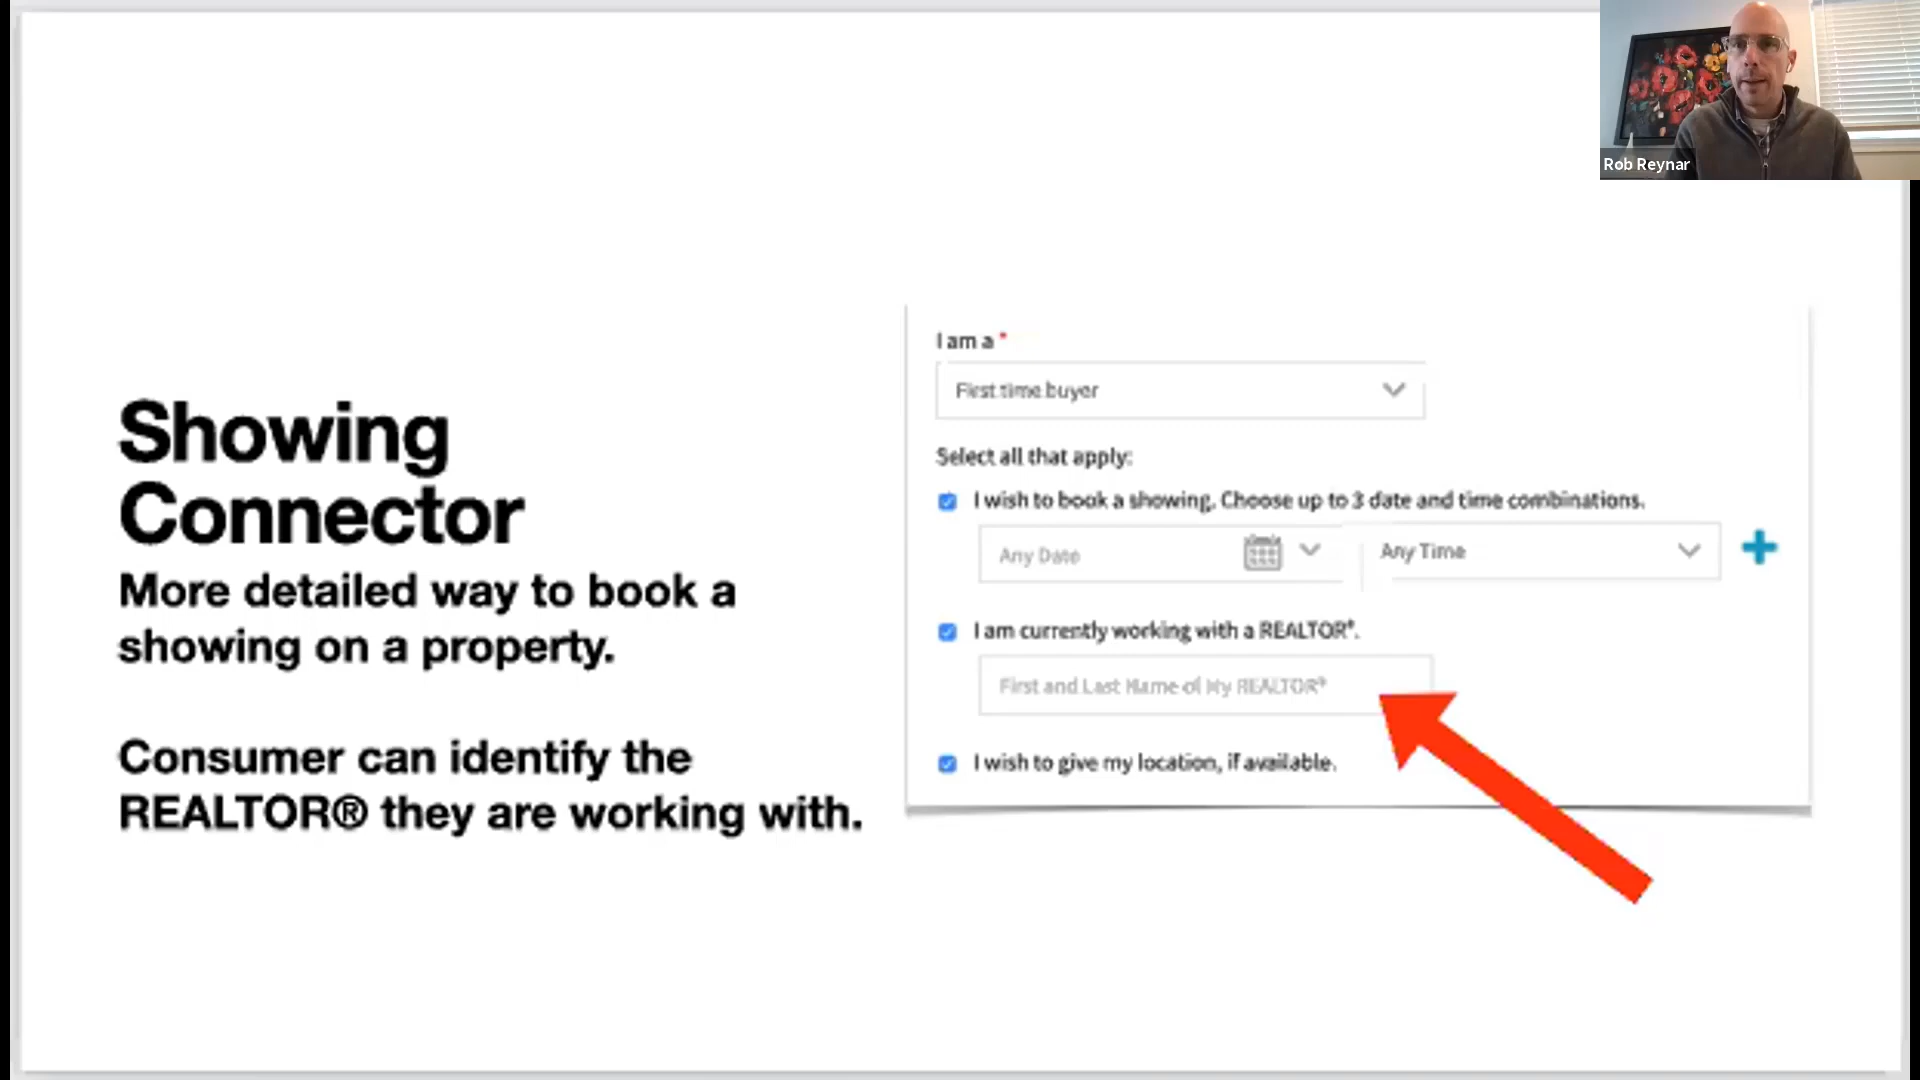 Rob Reynar
Showing
Connector
More detailed way to book a
showing on a property.
Consumer can identify the
REALTOR® they are working with.
I am a *
First time buyer
Select all that apply:
I wish to book a showing. Choose up to 3 date and time combinations.
Any Date
Any Time
I am currently working with a REALTOR®.
First and Last Name of My REALTOR®
I wish to give my location, if available.